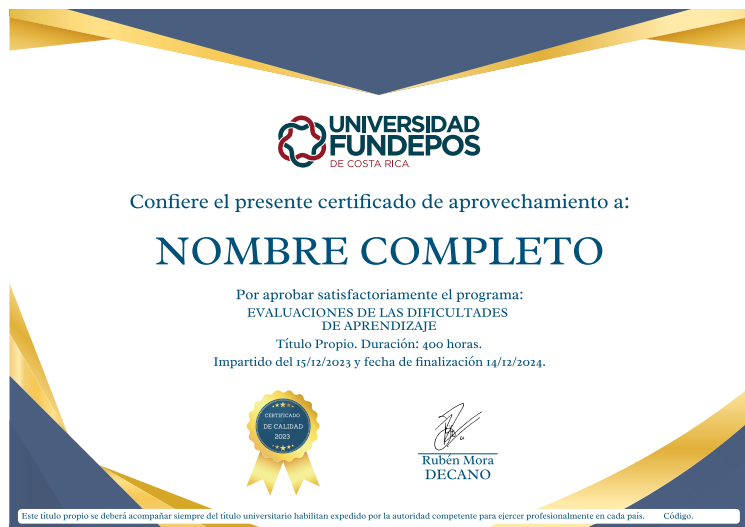 UNIVERSIDAD
FUNDEPOS
DE COSTA RICA
Confiere el presente certificado de aprovechamiento a:
NOMBRE COMPLETO
Por aprobar satisfactoriamente el programa:
EVALUACIONES DE LAS DIFICULTADES
DE APRENDIZAJE
Título Propio. Duración: 400 horas.
Impartido del 15/12/2023 y fecha de finalización 14/12/2024.
CERTIFICADO
DE CALIDAD
2023
Rubén Mora
DECANO
Este título propio se deberá acompañar siempre del título universitario habilitan expedido por la autoridad competente para ejercer profesionalmente en cada país. Código.